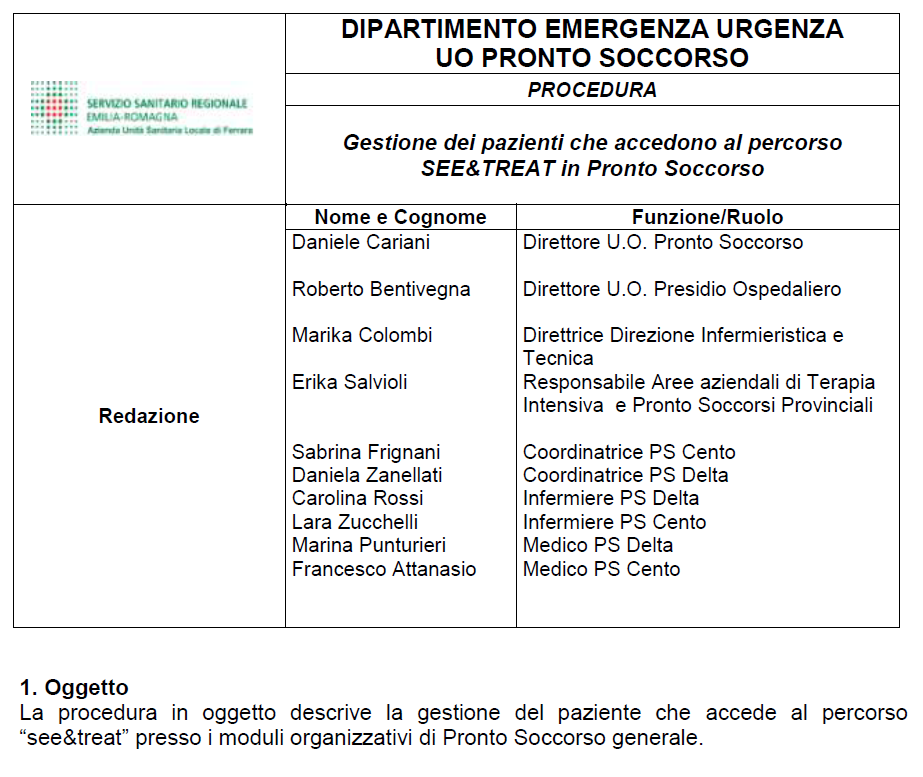 DIPARTIMENTO EMERGENZA URGENZA
UO PRONTO SOCCORSO
SERVIZIO SANITARIO REGIONALE
EMILIA-ROMAGNA
Azienda Unità Sanitaria Locale di Ferrara
PROCEDURA
Gestione dei pazienti che accedono al percorso
SEE&TREAT in Pronto Soccorso
Redazione
Nome e Cognome Funzione/Ruolo
Daniele Cariani Direttore U.O. Pronto Soccorso
Roberto Bentivegna Direttore U.O. Presidio Ospedaliero
Marika Colombi Direttrice Direzione Infermieristica e
Tecnica
Erika Salvioli Responsabile Aree aziendali di Terapia
Intensiva e Pronto Soccorsi Provinciali
Sabrina Frignani Coordinatrice PS Cento
Daniela Zanellati Coordinatrice PS Delta
Carolina Rossi Infermiere PS Delta
Lara Zucchelli Infermiere PS Cento
Marina Punturieri Medico PS Delta
Francesco Attanasio Medico PS Cento
1. Oggetto
La procedura in oggetto descrive la gestione del paziente che accede al percorso
“see&treat” presso i moduli organizzativi di Pronto Soccorso generale.